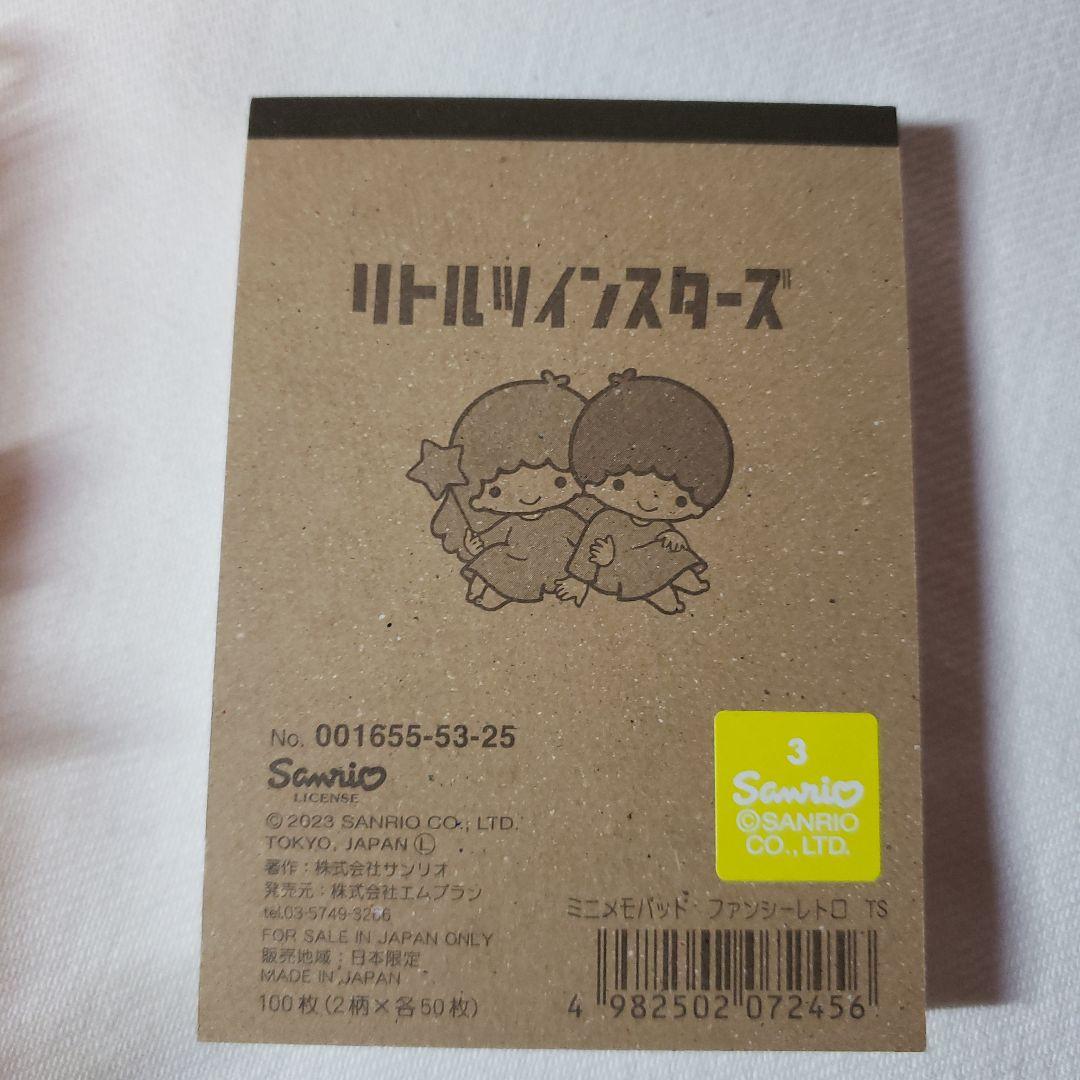 リトルツインスターズ
No. 001655-53-25
Sanrio
LICENSE
© 2023 SANRIO CO., LTD.
TOKYO, JAPAN Ⓛ
著作：株式会社サンリオ
発売元：株式会社エムプラン
tel.03-5749-3266
FOR SALE IN JAPAN ONLY
販売地域：日本限定
MADE IN JAPAN
100枚(2柄×各50枚)
3
Sanrio
©SANRIO
CO., LTD.
ミニメモパッド ファンシーレトロ TS
4 982502 072456